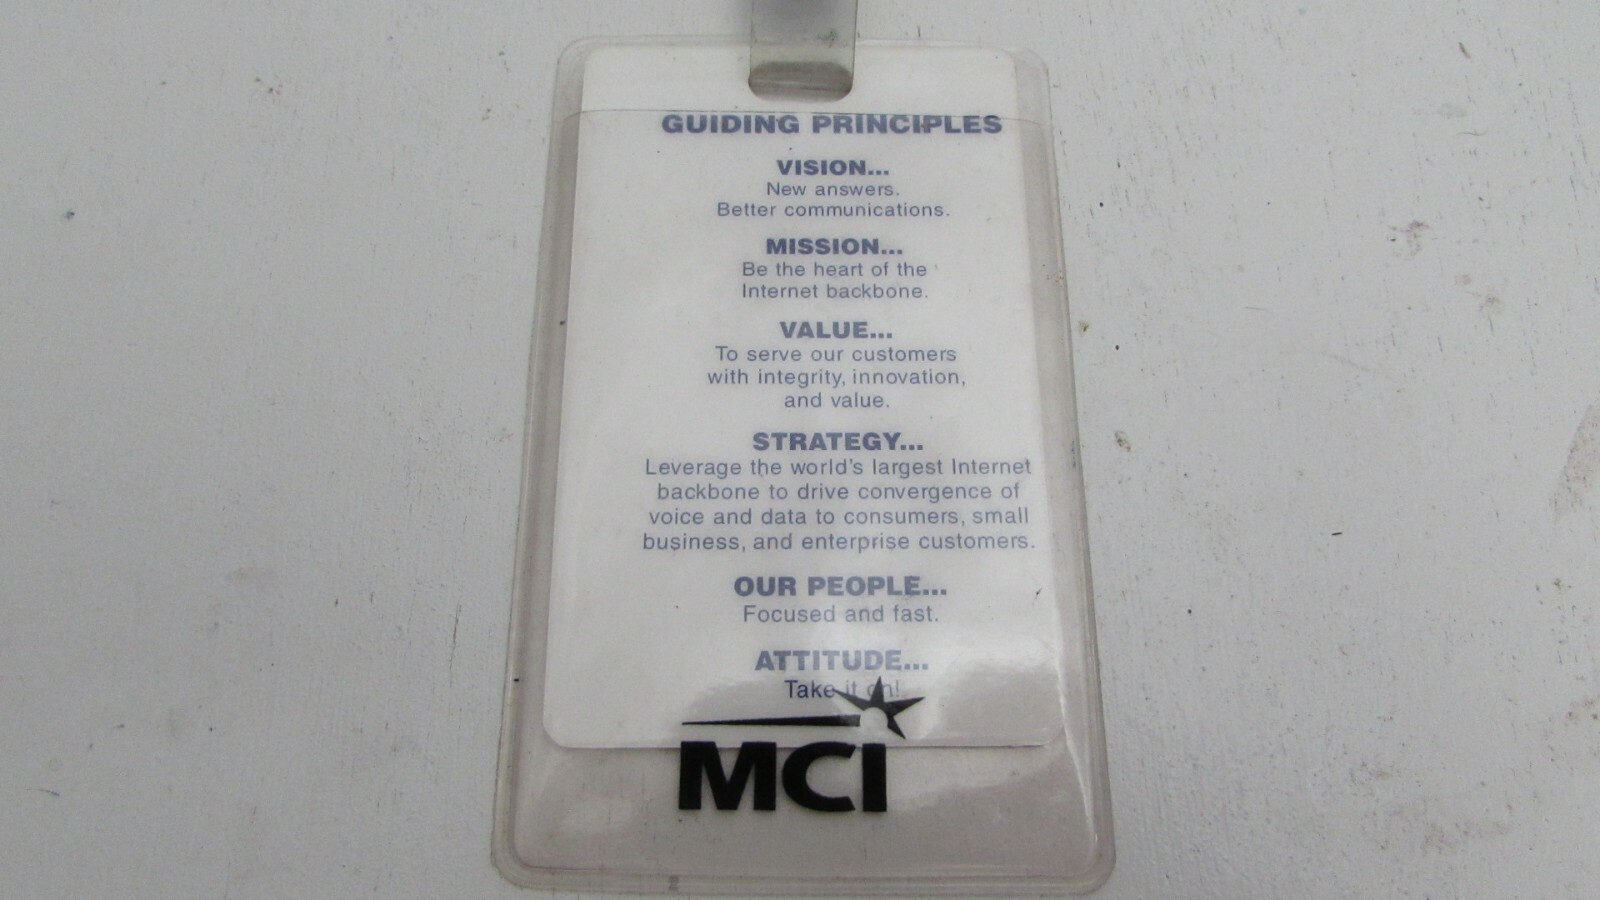 GUIDING PRINCIPLES
VISION...
New answers.
Better communications.
MISSION...
Be the heart of the
Internet backbone.
VALUE...
To serve our customers
with integrity, innovation,
and value.
STRATEGY...
Leverage the world's largest Internet
backbone to drive convergence of
voice and data to consumers, small
business, and enterprise customers.
OUR PEOPLE...
Focused and fast.
ATTITUDE...
Take it on!
MCI